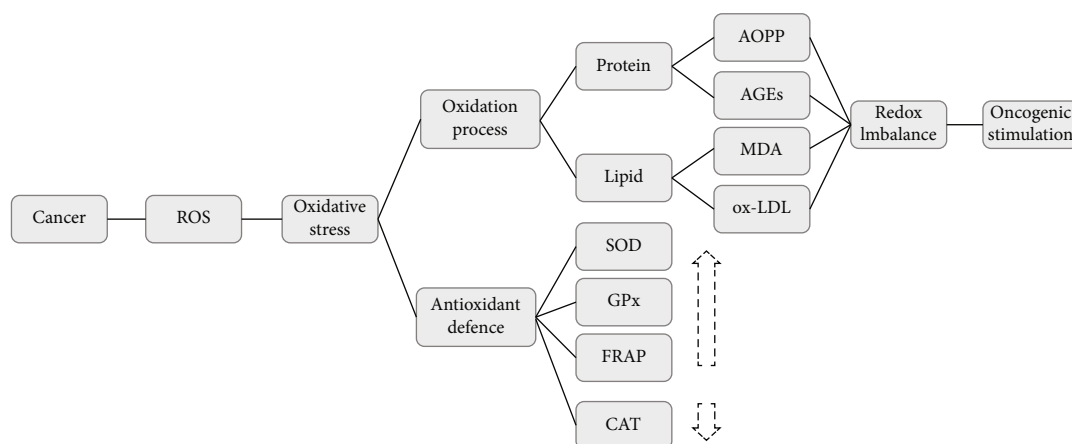 Cancer
ROS
Oxidative
stress
Oxidation
process
Antioxidant
defence
Protein
Lipid
SOD
GPx
FRAP
CAT
AOPP
AGEs
MDA
ox-LDL
Redox
Imbalance
Oncogenic
stimulation